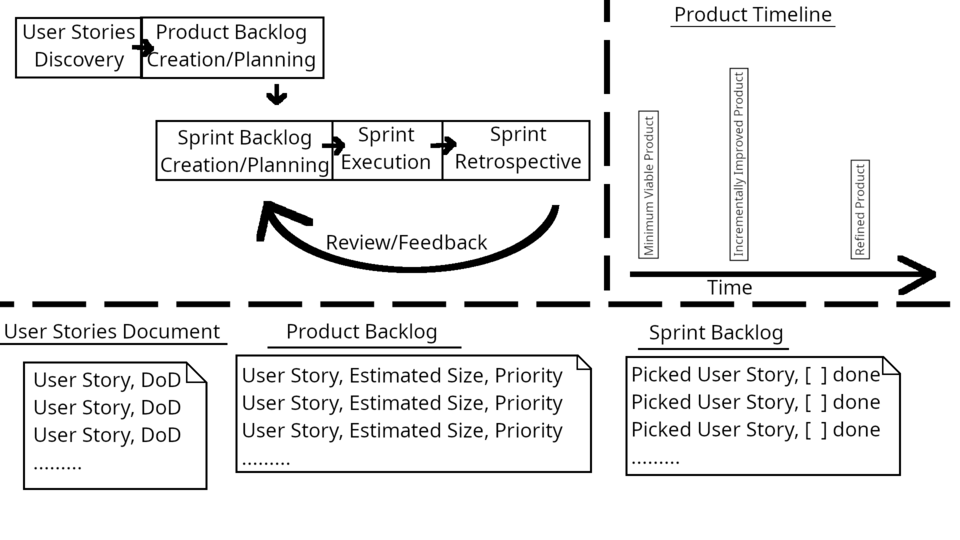 User Stories
Discovery
Product Backlog
Creation/Planning
Sprint Backlog
Creation/Planning
Sprint
Execution
Sprint
Retrospective
Review/Feedback
Product Timeline
Minimum Viable Product
Incrementally Improved Product
Refined Product
Time
User Stories Document
User Story, DoD
User Story, DoD
User Story, DoD
.........
Product Backlog
User Story, Estimated Size, Priority
User Story, Estimated Size, Priority
User Story, Estimated Size, Priority
.........
Sprint Backlog
Picked User Story, [ ] done
Picked User Story, [ ] done
Picked User Story, [ ] done
.........